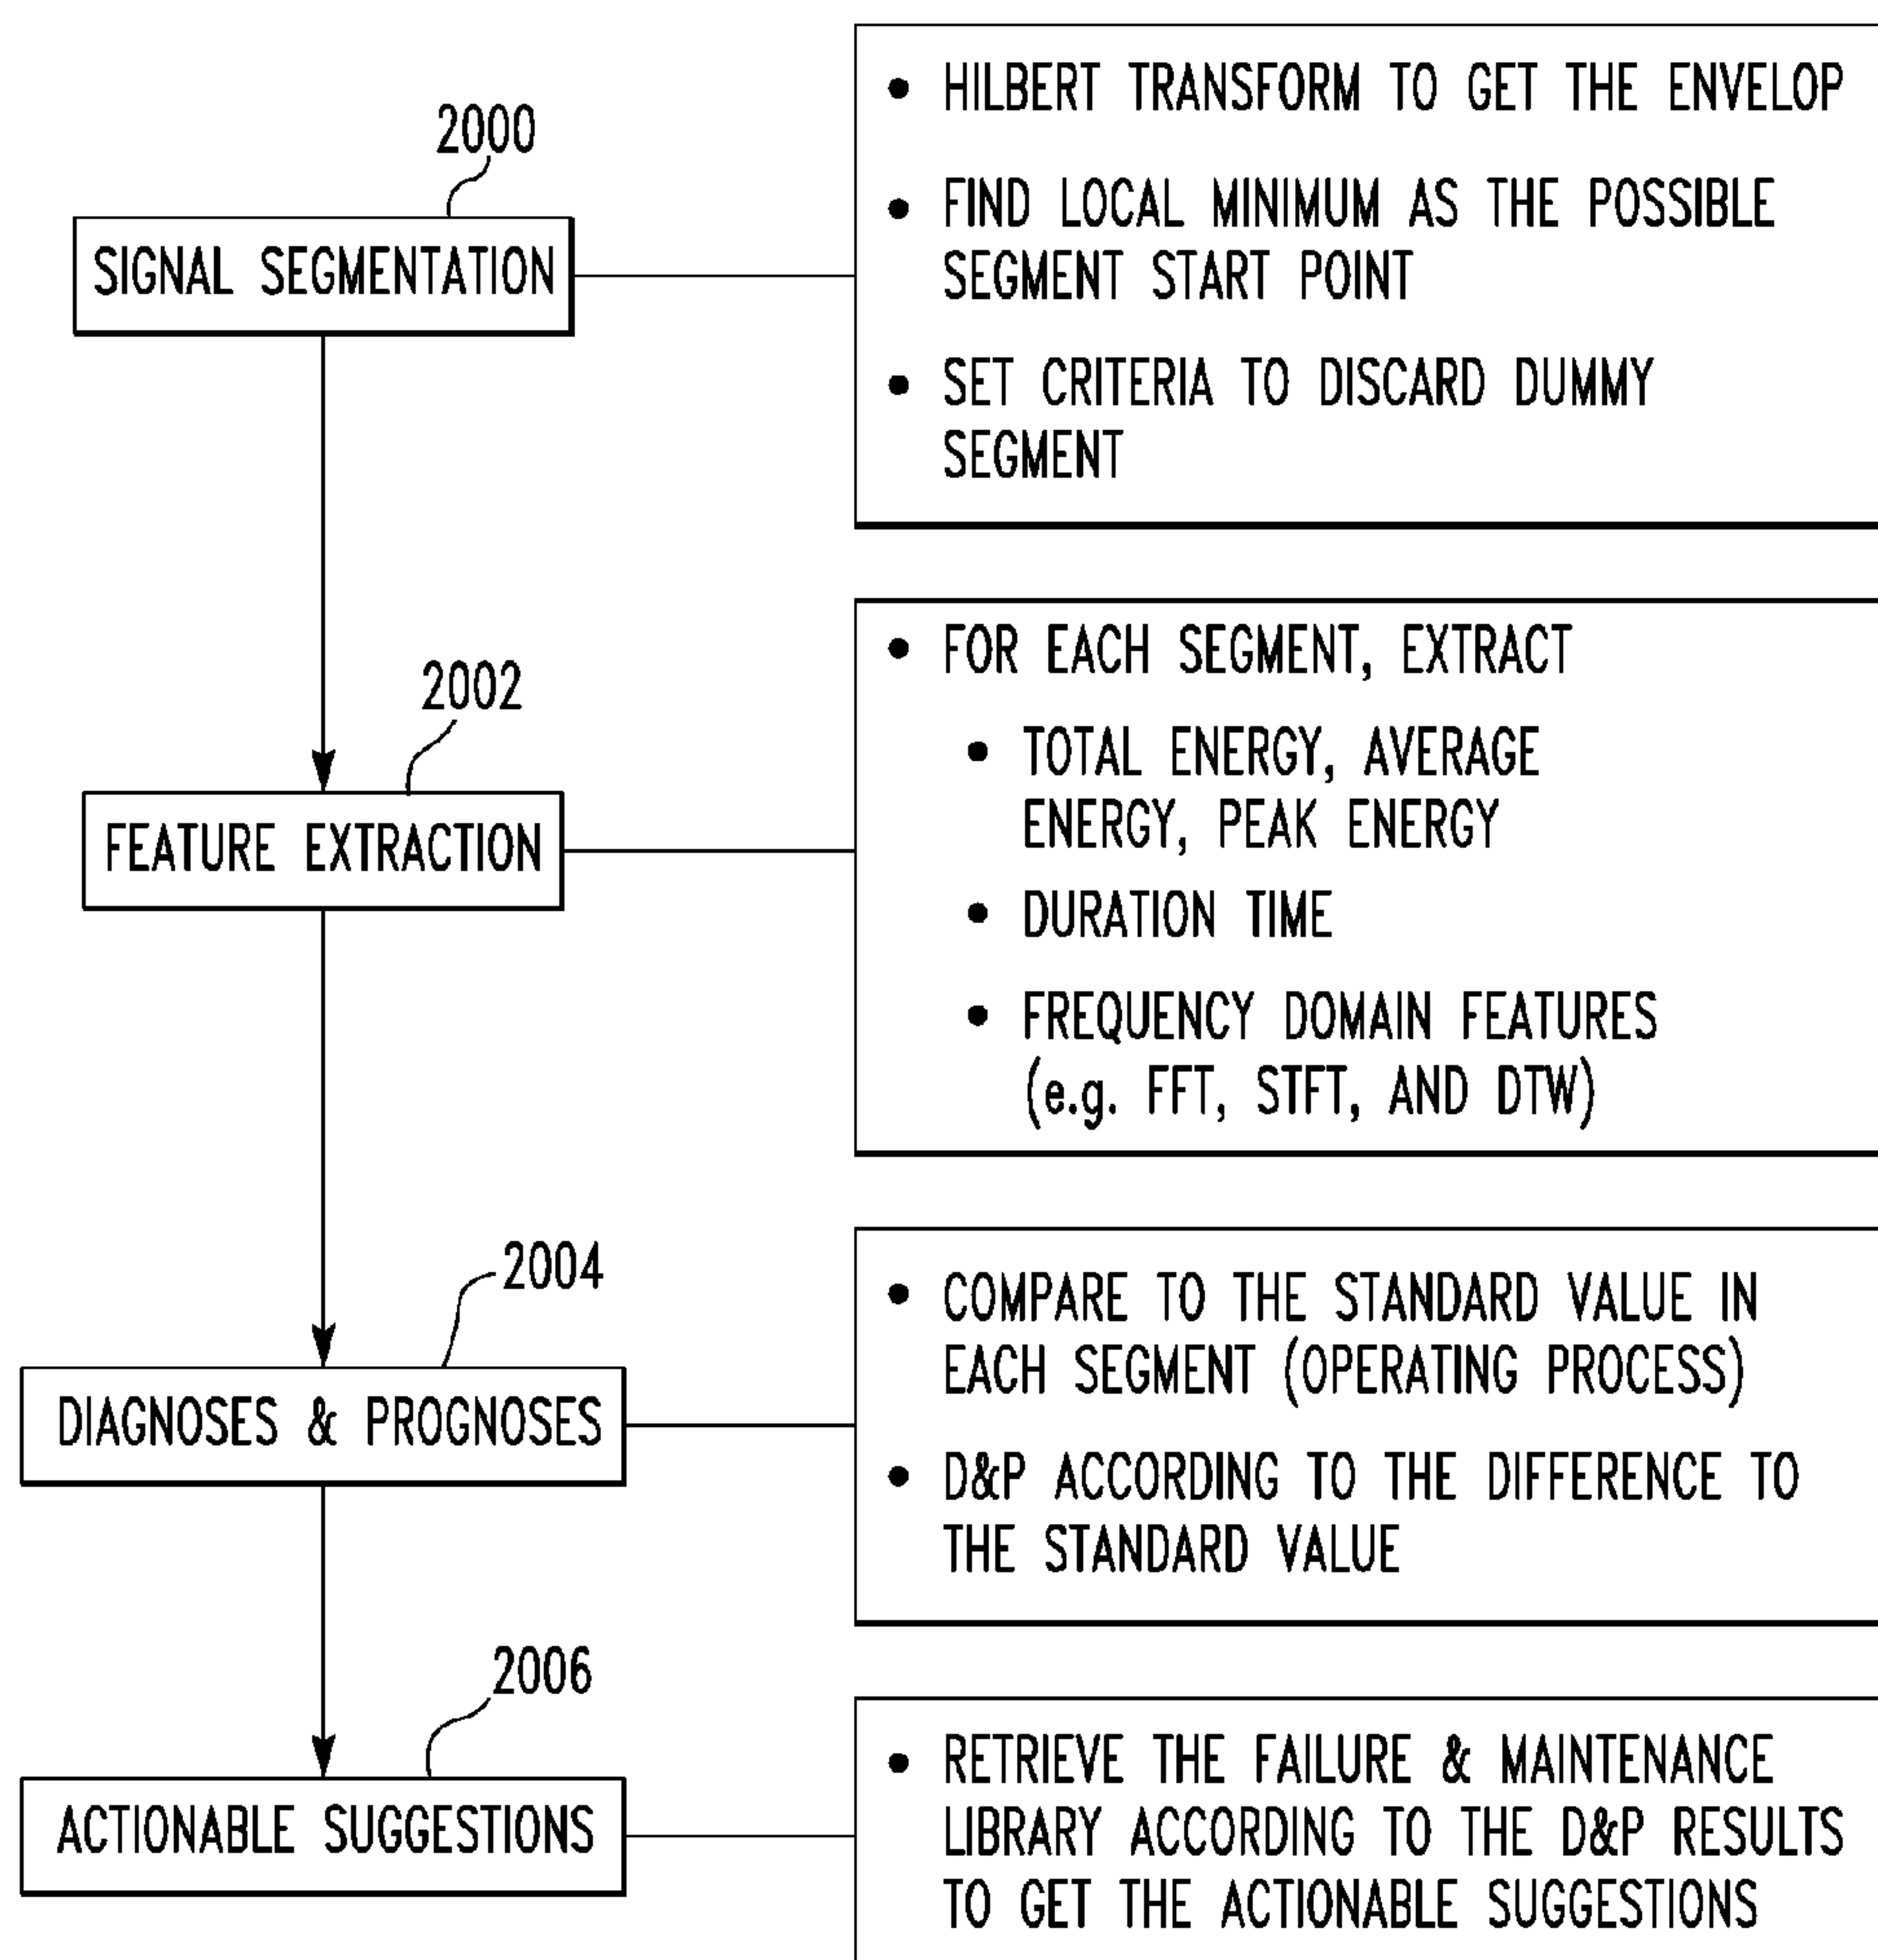 2000
SIGNAL SEGMENTATION
• HILBERT TRANSFORM TO GET THE ENVELOP
• FIND LOCAL MINIMUM AS THE POSSIBLE
SEGMENT START POINT
• SET CRITERIA TO DISCARD DUMMY
SEGMENT
2002
FEATURE EXTRACTION
• FOR EACH SEGMENT, EXTRACT
• TOTAL ENERGY, AVERAGE
ENERGY, PEAK ENERGY
• DURATION TIME
• FREQUENCY DOMAIN FEATURES
(e.g. FFT, STFT, AND DTW)
2004
DIAGNOSES & PROGNOSES
• COMPARE TO THE STANDARD VALUE IN
EACH SEGMENT (OPERATING PROCESS)
• D&P ACCORDING TO THE DIFFERENCE TO
THE STANDARD VALUE
2006
ACTIONABLE SUGGESTIONS
• RETRIEVE THE FAILURE & MAINTENANCE
LIBRARY ACCORDING TO THE D&P RESULTS
TO GET THE ACTIONABLE SUGGESTIONS